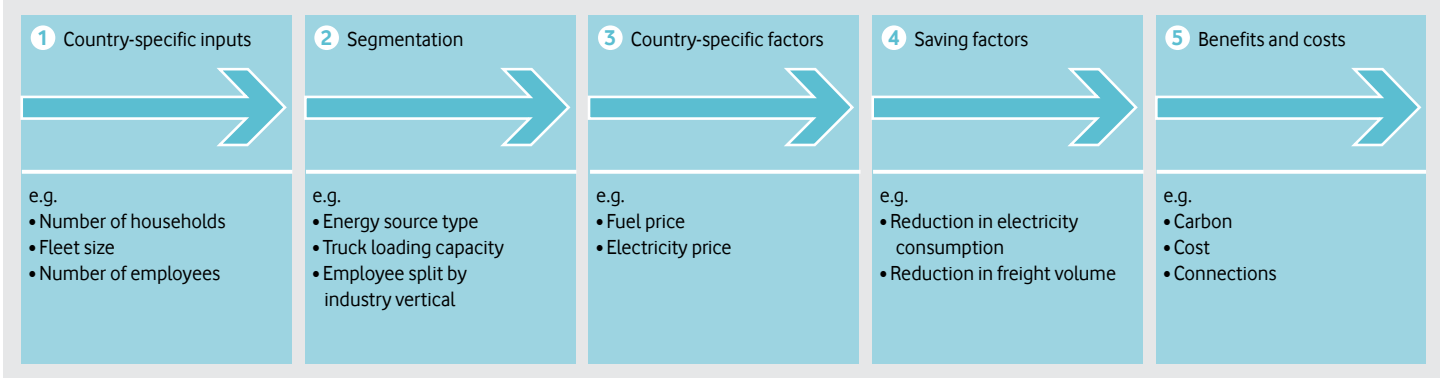 1 Country-specific inputs
e.g.
• Number of households
• Fleet size
• Number of employees
2 Segmentation
e.g.
• Energy source type
• Truck loading capacity
• Employee split by
industry vertical
3 Country-specific factors
e.g.
• Fuel price
• Electricity price
4 Saving factors
e.g.
• Reduction in electricity
consumption
• Reduction in freight volume
5 Benefits and costs
e.g.
• Carbon
• Cost
• Connections